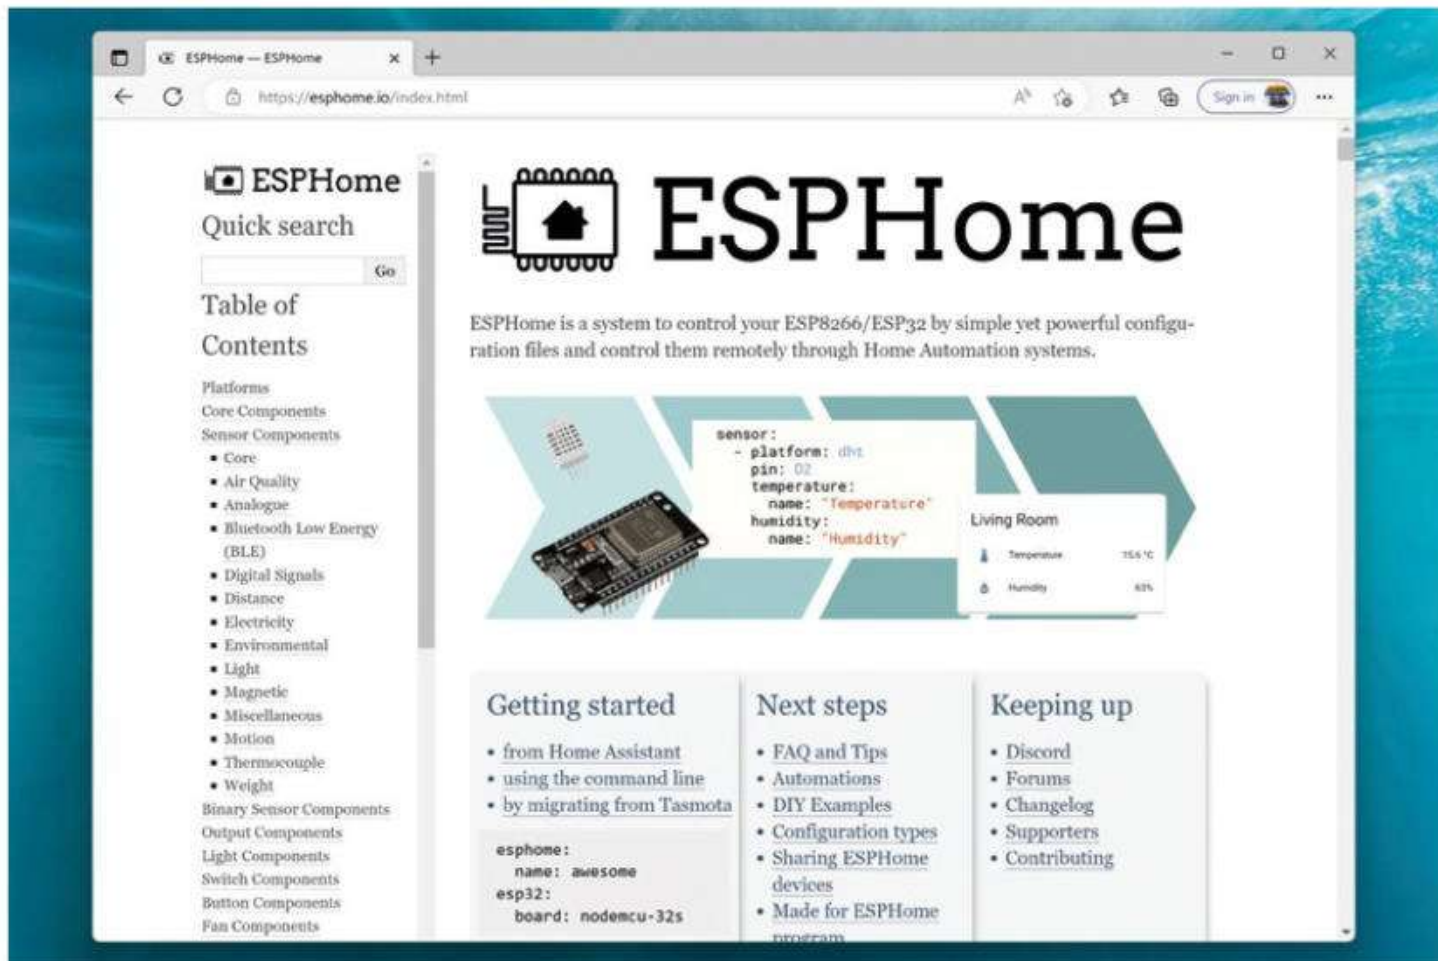 ESPHome — ESPHome
https://esphome.io/index.html
Sign in
ESPHome
Quick search
Go
Table of
Contents
Platforms
Core Components
Sensor Components
Core
Air Quality
Analogue
Bluetooth Low Energy
(BLE)
Digital Signals
Distance
Electricity
Environmental
Light
Magnetic
Miscellaneous
Motion
Thermocouple
Weight
Binary Sensor Components
Output Components
Light Components
Switch Components
Button Components
Fan Components
ESPHome
ESPHome is a system to control your ESP8266/ESP32 by simple yet powerful configu-
ration files and control them remotely through Home Automation systems.
sensor:
- platform: dht
pin: D2
temperature:
name: "Temperature"
humidity:
name: "Humidity"
Living Room
Temperature 15.6 °C
Humidity 63%
Getting started
from Home Assistant
using the command line
by migrating from Tasmota
esphome:
name: awesome
esp32:
board: nodemcu-32s
Next steps
FAQ and Tips
Automations
DIY Examples
Configuration types
Sharing ESPHome
devices
Made for ESPHome
program
Keeping up
Discord
Forums
Changelog
Supporters
Contributing